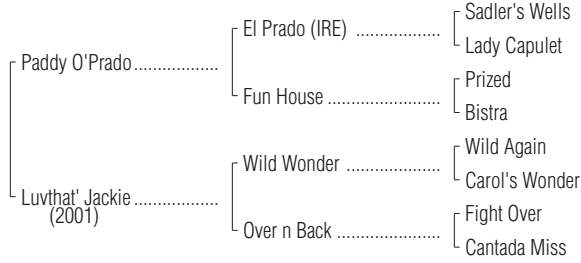 Sadler's Wells
El Prado (IRE) ....................
Lady Capulet
Paddy O'Prado ...................
Prized
Fun House ..........................
Bistra
Wild Again
Wild Wonder ......................
Carol's Wonder
Luvthat' Jackie ...................
(2001)
Fight Over
Over n Back ........................
Cantada Miss